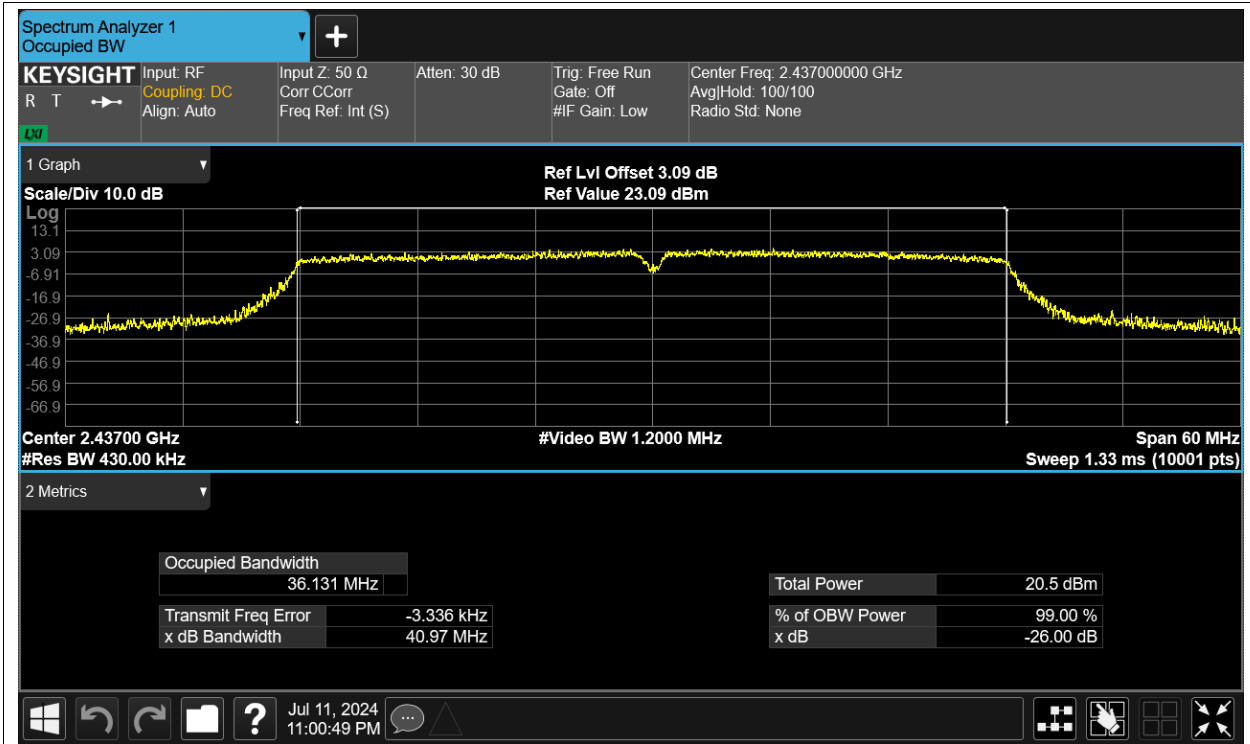 Spectrum Analyzer 1
Occupied BW
▼
+
KEYSIGHT
R T
LXI
Input: RF
Coupling: DC
Align: Auto
Input Z: 50 Ω
Corr CCorr
Freq Ref: Int (S)
Atten: 30 dB
Trig: Free Run
Gate: Off
#IF Gain: Low
Center Freq: 2.437000000 GHz
Avg|Hold: 100/100
Radio Std: None
1 Graph
Scale/Div 10.0 dB
Ref Lvl Offset 3.09 dB
Ref Value 23.09 dBm
Log
13.1
3.09
-6.91
-16.9
-26.9
-36.9
-46.9
-56.9
-66.9
Center 2.43700 GHz
#Res BW 430.00 kHz
#Video BW 1.2000 MHz
Span 60 MHz
Sweep 1.33 ms (10001 pts)
2 Metrics
Occupied Bandwidth
36.131 MHz
Transmit Freq Error -3.336 kHz
x dB Bandwidth 40.97 MHz
Total Power 20.5 dBm
% of OBW Power 99.00 %
x dB -26.00 dB
?
Jul 11, 2024
11:00:49 PM